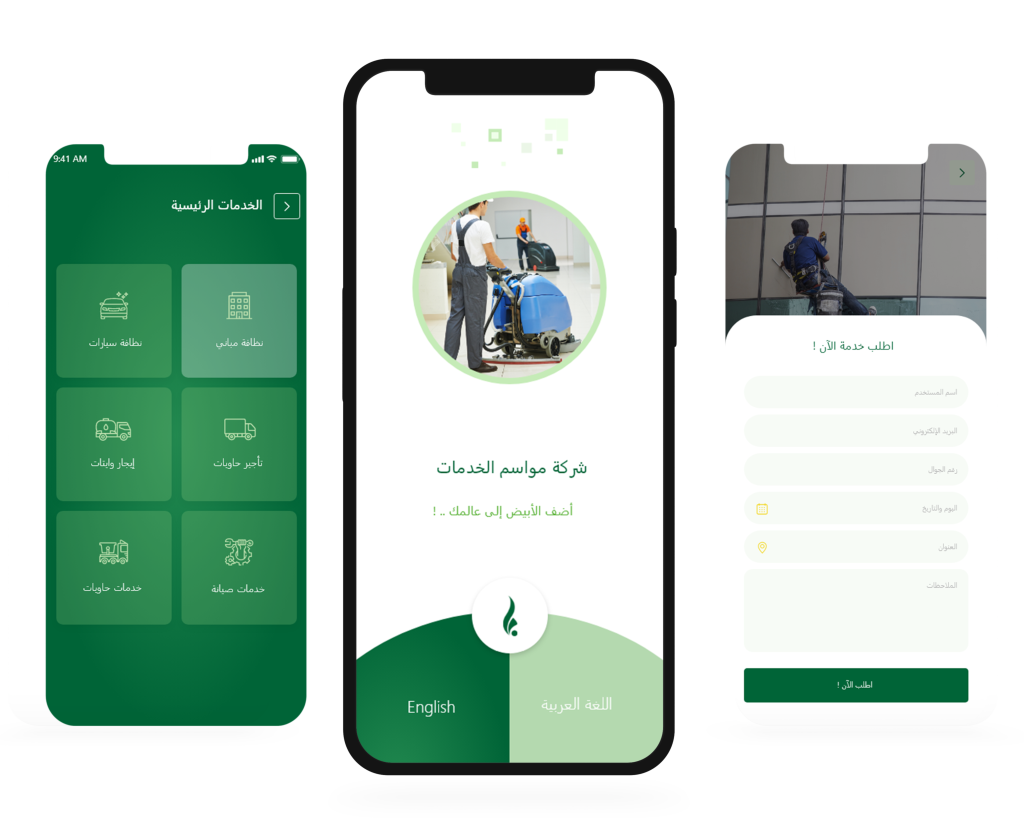 9:41 AM
الخدمات الرئيسية
نظافة مباني
نظافة سيارات
تأجير حاويات
إيجار وايتات
خدمات صيانة
خدمات حاويات
شركة مواسم الخدمات
أضف الأبيض إلى عالمك .. !
English
اللغة العربية
اطلب خدمة الآن !
اسم المستخدم
البريد الإلكتروني
رقم الجوال
اليوم والتاريخ
العنوان
الملاحظات
اطلب الآن !